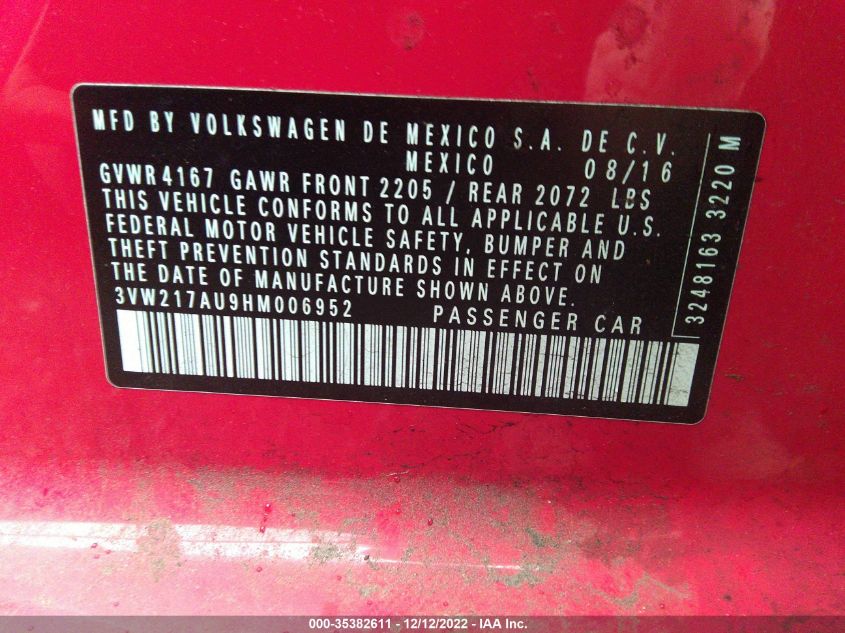 MFD BY VOLKSWAGEN DE MEXICO S.A. DE C.V.
MEXICO 08/16
GVWR 4167 GAWR FRONT 2205 / REAR 2072 LBS
THIS VEHICLE CONFORMS TO ALL APPLICABLE U.S.
FEDERAL MOTOR VEHICLE SAFETY, BUMPER AND
THEFT PREVENTION STANDARDS IN EFFECT ON
THE DATE OF MANUFACTURE SHOWN ABOVE.
3VW217AU9HM006952 PASSENGER CAR
3248163 3220 M
000-35382611 - 12/12/2022 - IAA Inc.